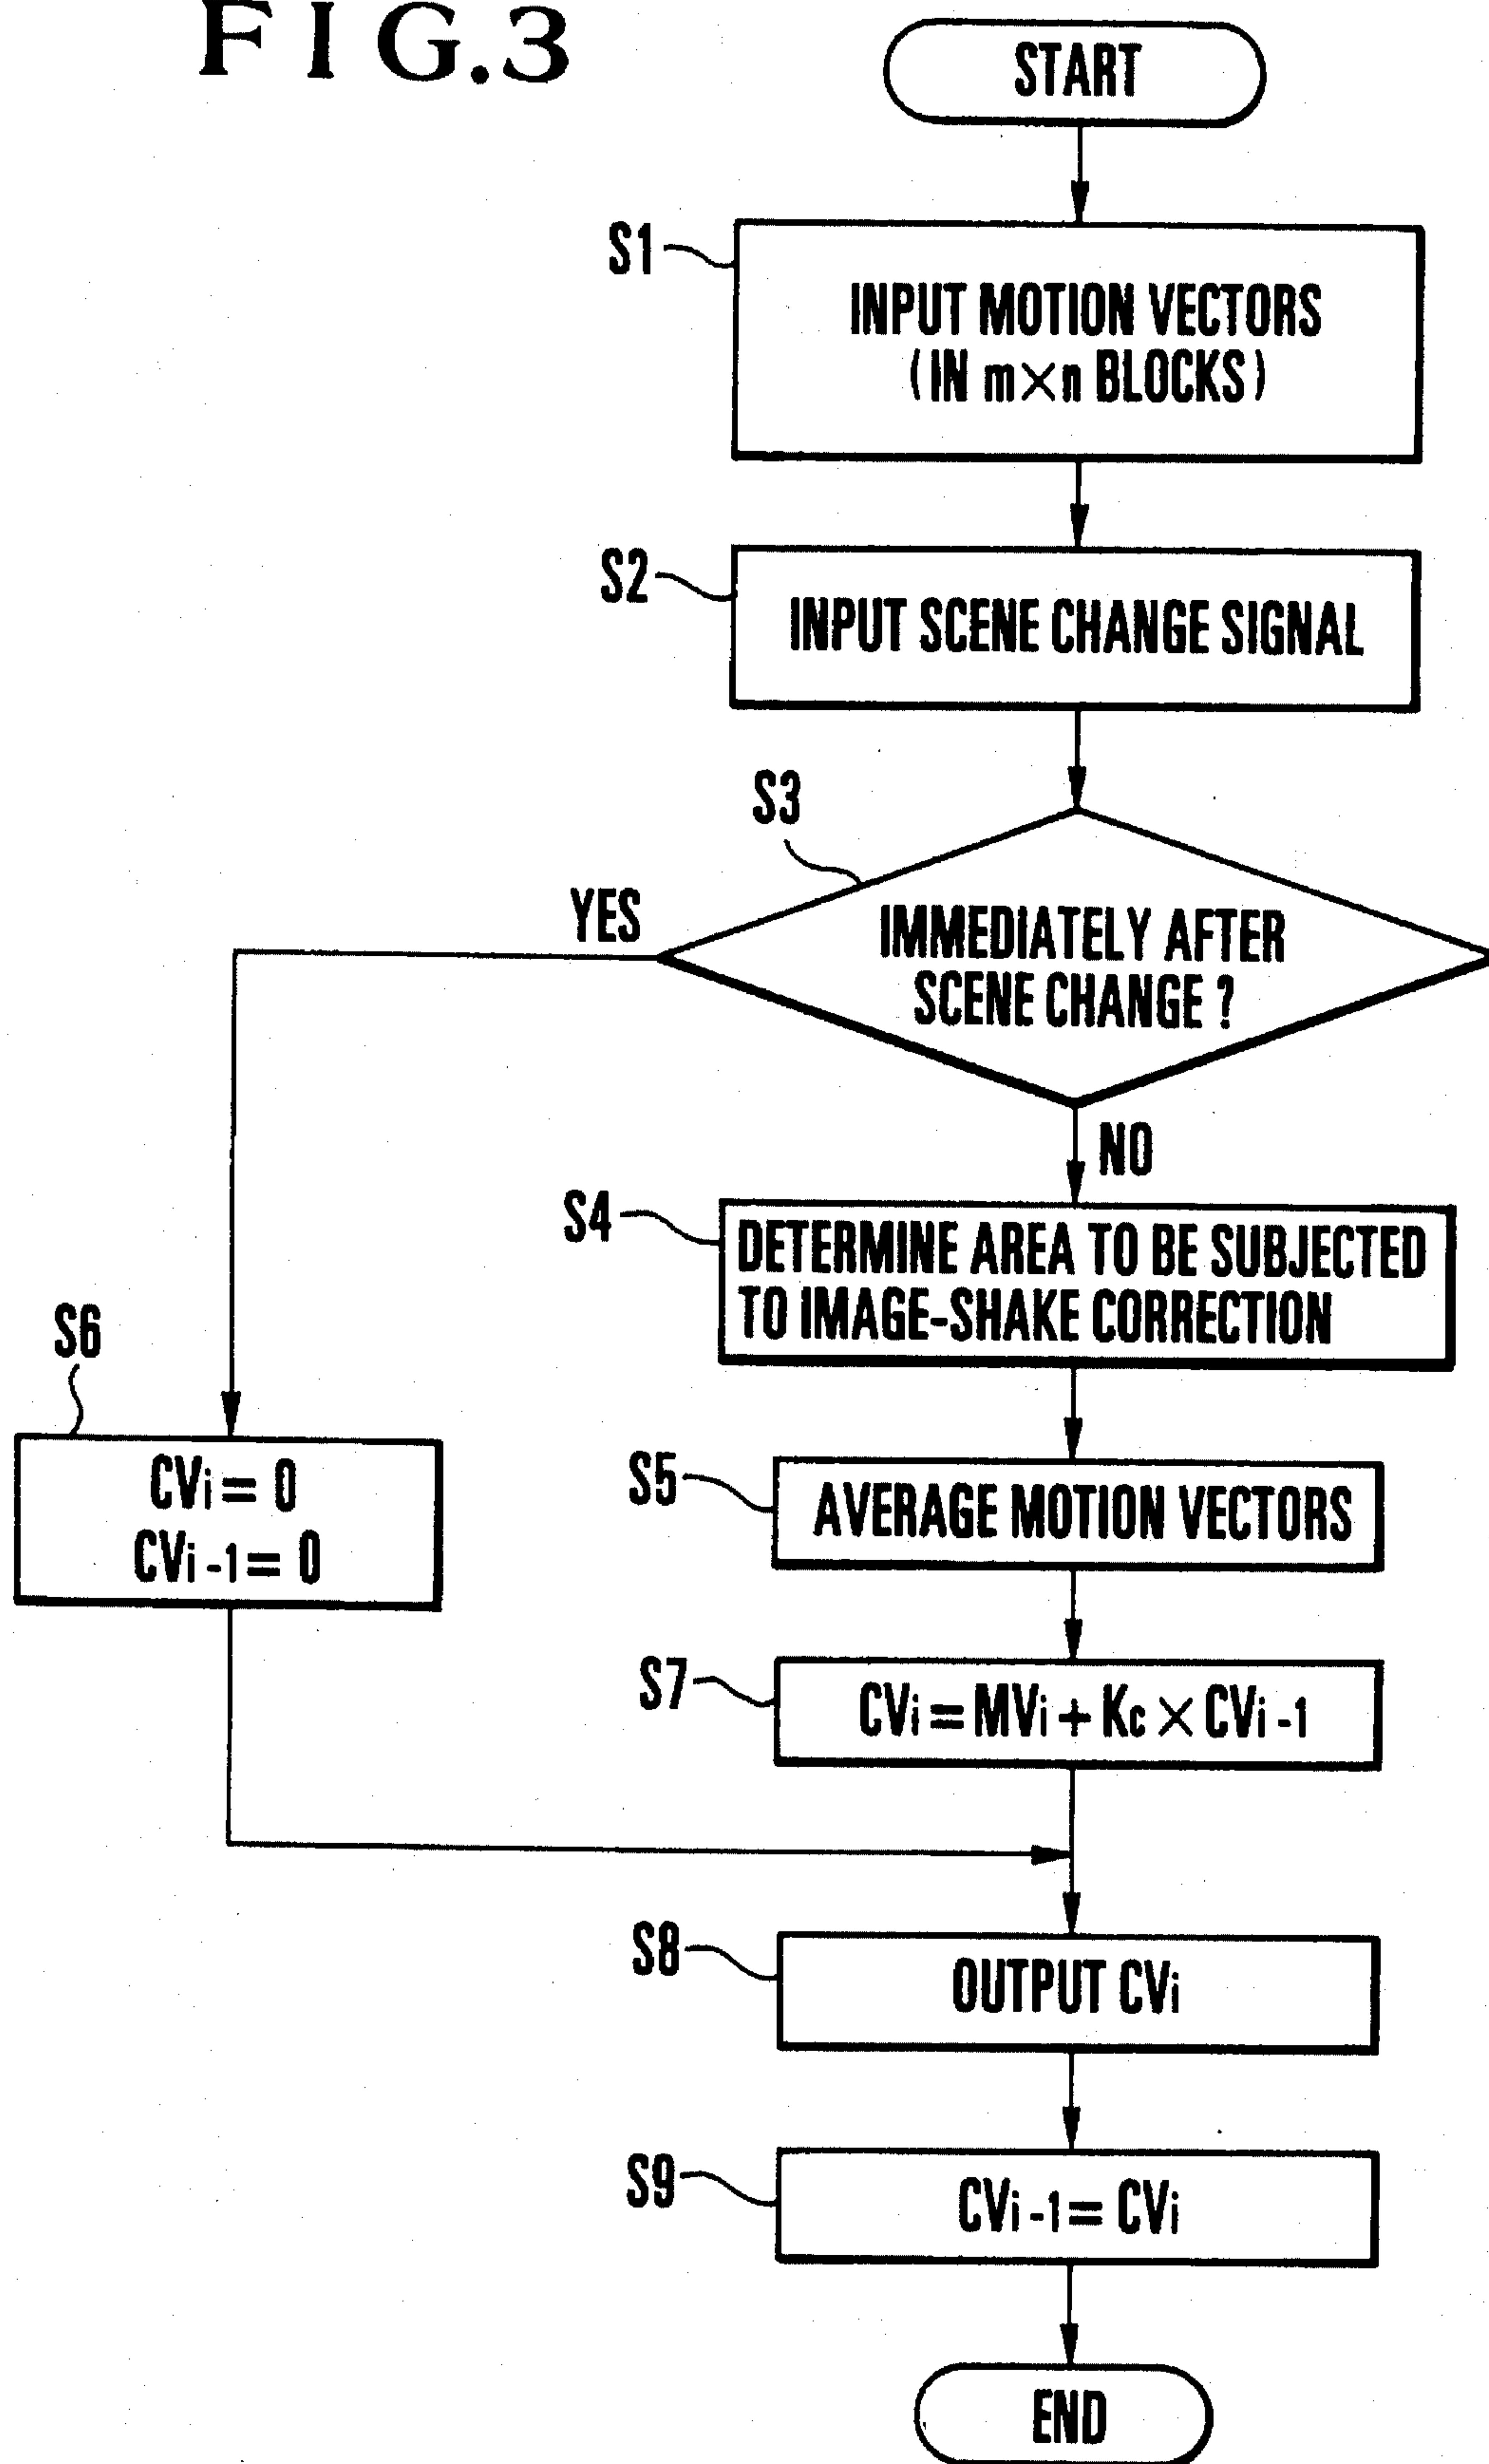 FIG.3
START
S1
INPUT MOTION VECTORS
(IN m×n BLOCKS)
S2
INPUT SCENE CHANGE SIGNAL
S3
YES
IMMEDIATELY AFTER
SCENE CHANGE ?
NO
S4
DETERMINE AREA TO BE SUBJECTED
TO IMAGE-SHAKE CORRECTION
S6
CVi = 0
CVi -1 = 0
S5
AVERAGE MOTION VECTORS
S7
CVi = MVi + Kc × CVi -1
S8
OUTPUT CVi
S9
CVi -1 = CVi
END